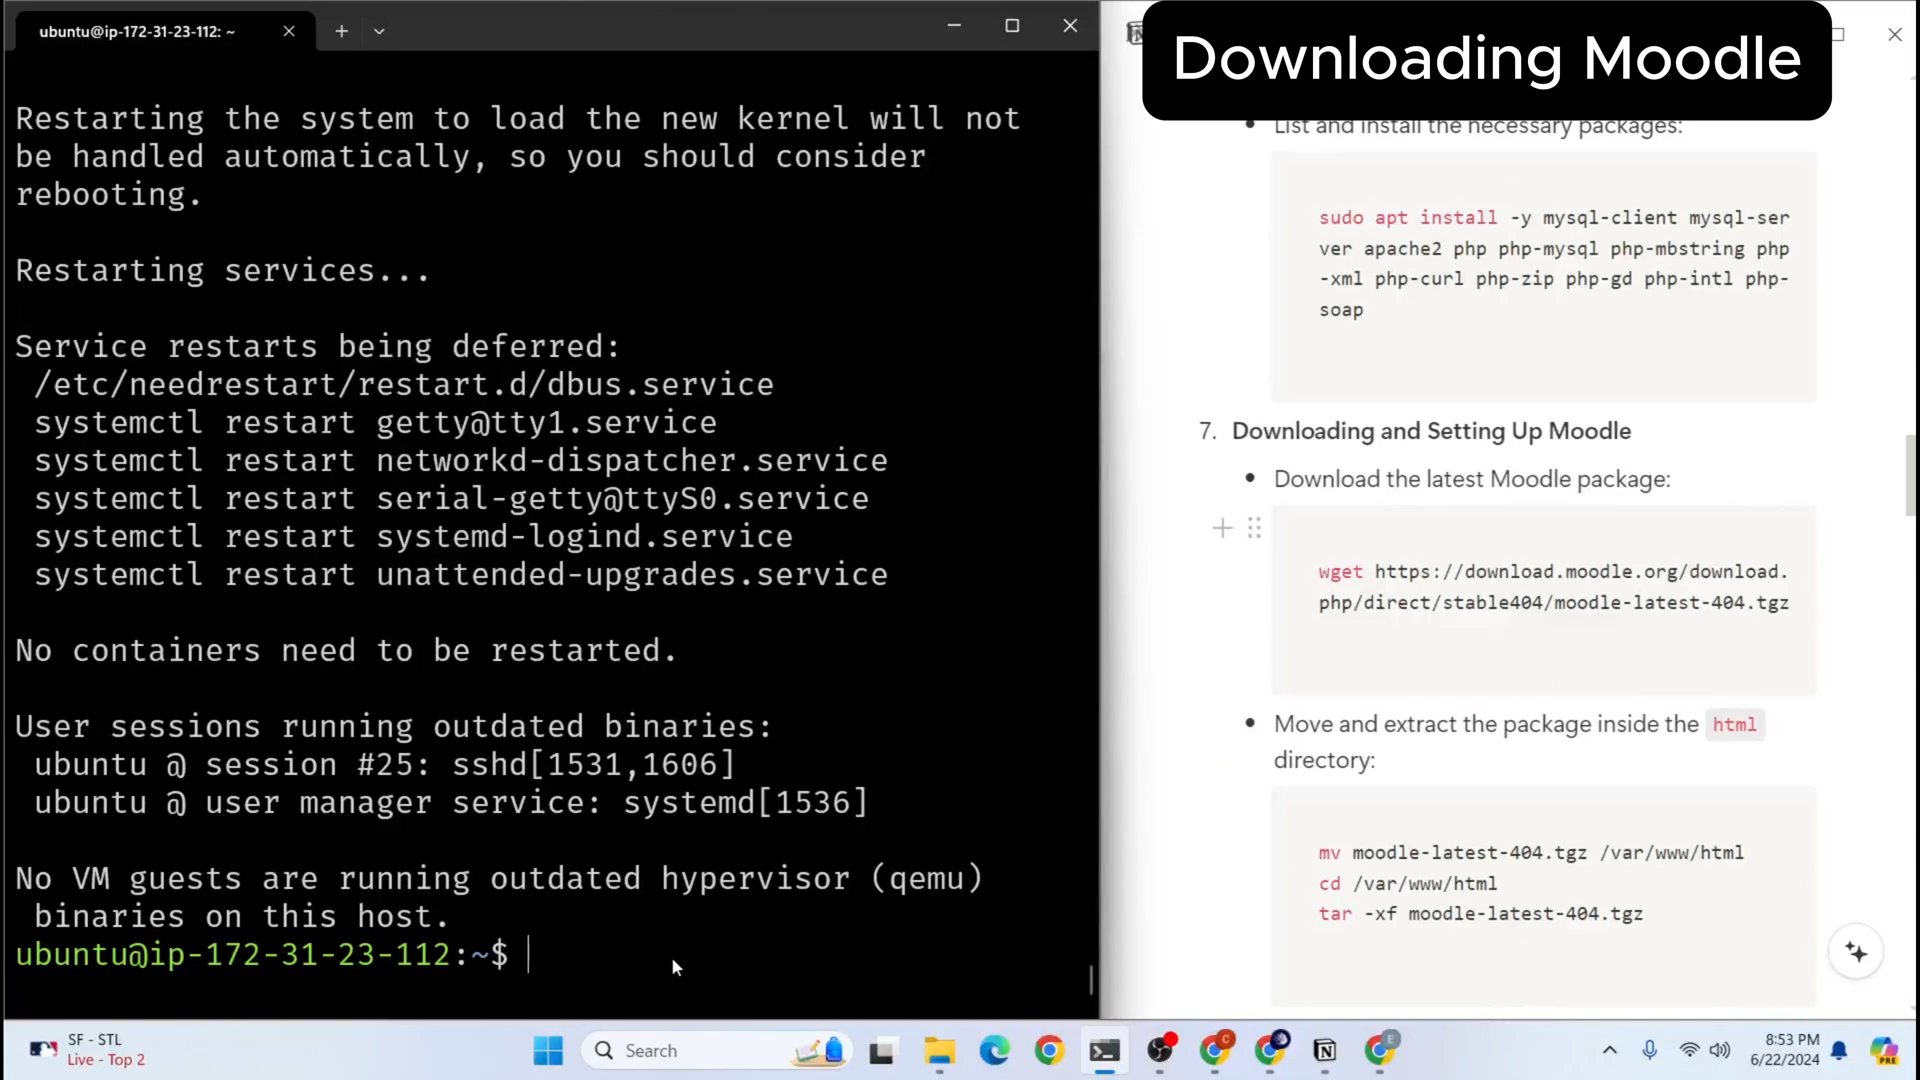 ubuntu@ip-172-31-23-112: ~
Restarting the system to load the new kernel will not
be handled automatically, so you should consider
rebooting.
Restarting services...
Service restarts being deferred:
/etc/needrestart/restart.d/dbus.service
systemctl restart getty@tty1.service
systemctl restart networkd-dispatcher.service
systemctl restart serial-getty@ttyS0.service
systemctl restart systemd-logind.service
systemctl restart unattended-upgrades.service
No containers need to be restarted.
User sessions running outdated binaries:
ubuntu @ session #25: sshd[1531,1606]
ubuntu @ user manager service: systemd[1536]
No VM guests are running outdated hypervisor (qemu)
binaries on this host.
ubuntu@ip-172-31-23-112:~$
Downloading Moodle
List and install the necessary packages:
sudo apt install -y mysql-client mysql-ser
ver apache2 php php-mysql php-mbstring php
-xml php-curl php-zip php-gd php-intl php-
soap
7. Downloading and Setting Up Moodle
Download the latest Moodle package:
wget https://download.moodle.org/download.
php/direct/stable404/moodle-latest-404.tgz
Move and extract the package inside the html
directory:
mv moodle-latest-404.tgz /var/www/html
cd /var/www/html
tar -xf moodle-latest-404.tgz
SF - STL
Live - Top 2
Search
8:53 PM
6/22/2024
PRE